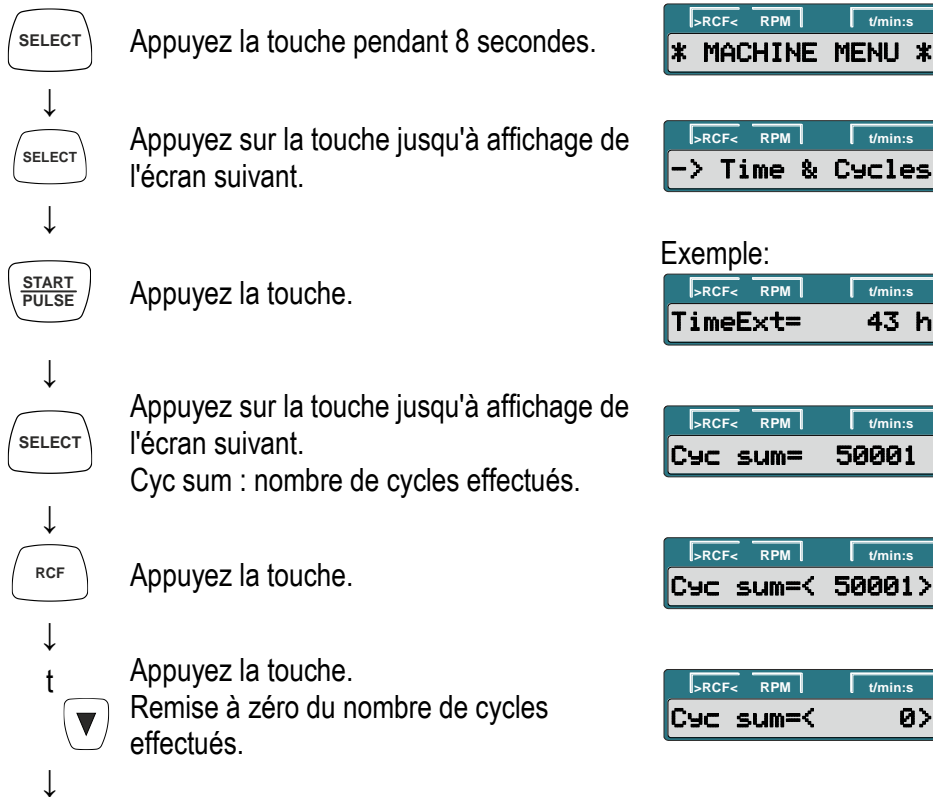 SELECT
Appuyez la touche pendant 8 secondes.
>RCF< RPM t/min:s
* MACHINE MENU *
↓
SELECT
Appuyez sur la touche jusqu'à affichage de
l'écran suivant.
>RCF< RPM t/min:s
-> Time & Cycles
↓
START
PULSE
Appuyez la touche.
Exemple:
>RCF< RPM t/min:s
TimeExt= 43 h
↓
SELECT
Appuyez sur la touche jusqu'à affichage de
l'écran suivant.
Cyc sum : nombre de cycles effectués.
>RCF< RPM t/min:s
Cyc sum= 50001
↓
RCF
Appuyez la touche.
>RCF< RPM t/min:s
Cyc sum=< 50001>
↓
t
▼
Appuyez la touche.
Remise à zéro du nombre de cycles
effectués.
>RCF< RPM t/min:s
Cyc sum=< 0>
↓